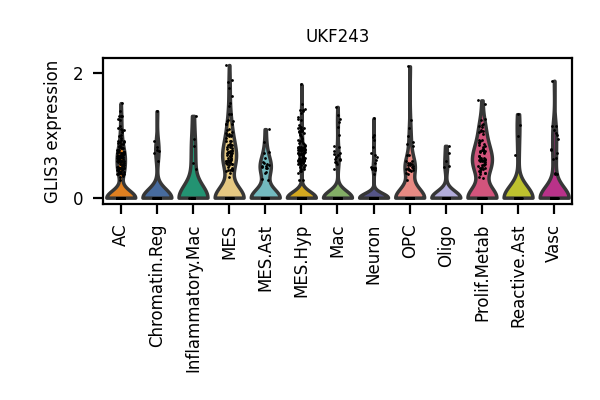 UKF243
GLIS3 expression
2
0
AC
Chromatin.Reg
Inflammatory.Mac
MES
MES.Ast
MES.Hyp
Mac
Neuron
OPC
Oligo
Prolif.Metab
Reactive.Ast
Vasc